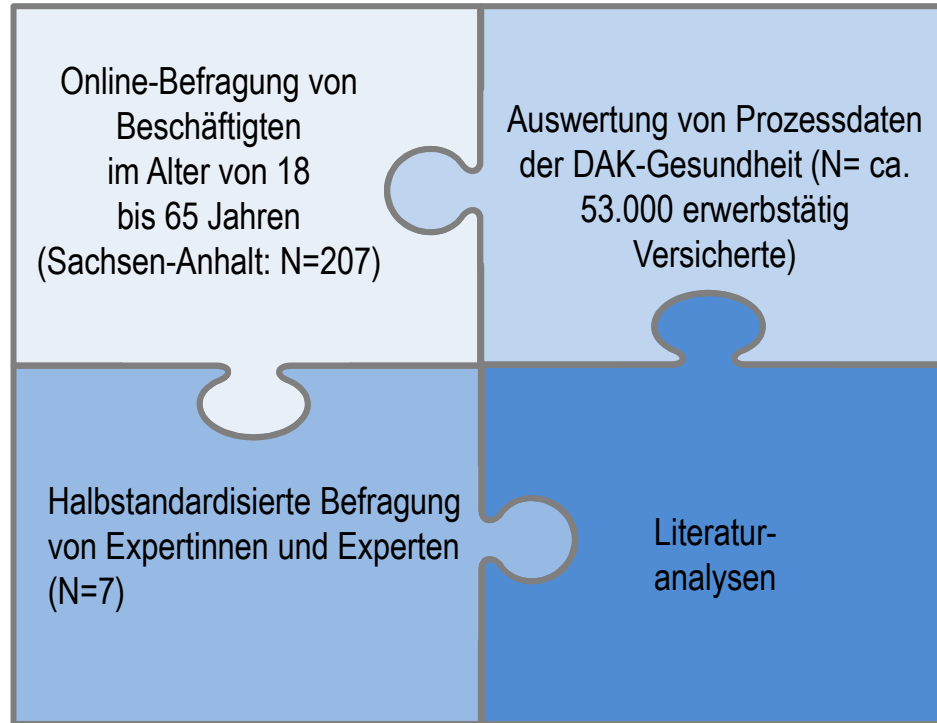 Online-Befragung von
Beschäftigten
im Alter von 18
bis 65 Jahren
(Sachsen-Anhalt: N=207)
Auswertung von Prozessdaten
der DAK-Gesundheit (N= ca.
53.000 erwerbstätig
Versicherte)
Halbstandardisierte Befragung
von Expertinnen und Experten
(N=7)
Literatur-
analysen